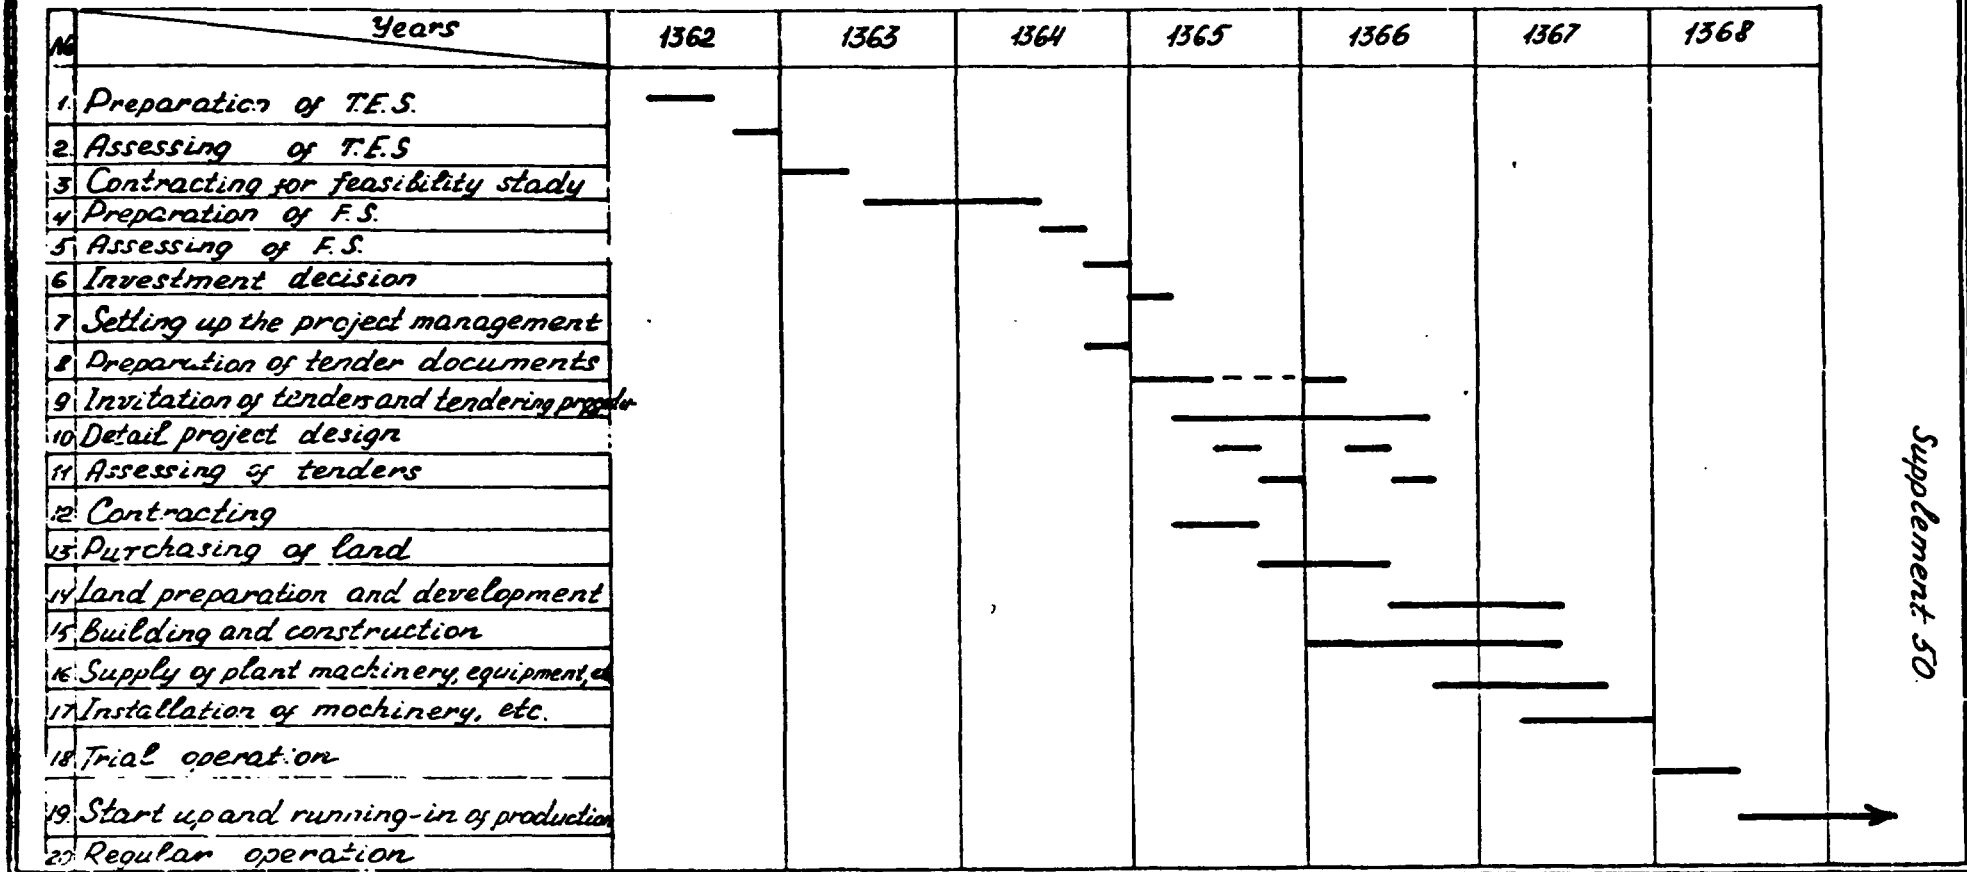 № Years 1362 1363 1364 1365 1366 1367 1368
1. Preparation of T.E.S.
2. Assessing of T.E.S
3 Contracting for feasibility stady
4 Preparation of F.S.
5 Assessing of F.S.
6 Investment decision
7 Setting up the project management
8 Preparation of tender documents
9 Invitation of tenders and tendering
10 Detail project design
11 Assessing of tenders
12 Contracting
13 Purchasing of land
14 Land preparation and development
15 Building and construction
16 Supply of plant machinery, equipment,
17 Installation of mochinery, etc.
18 Trial operation
19. Start up and running-in of production
20 Regular operation
Supplement 50.